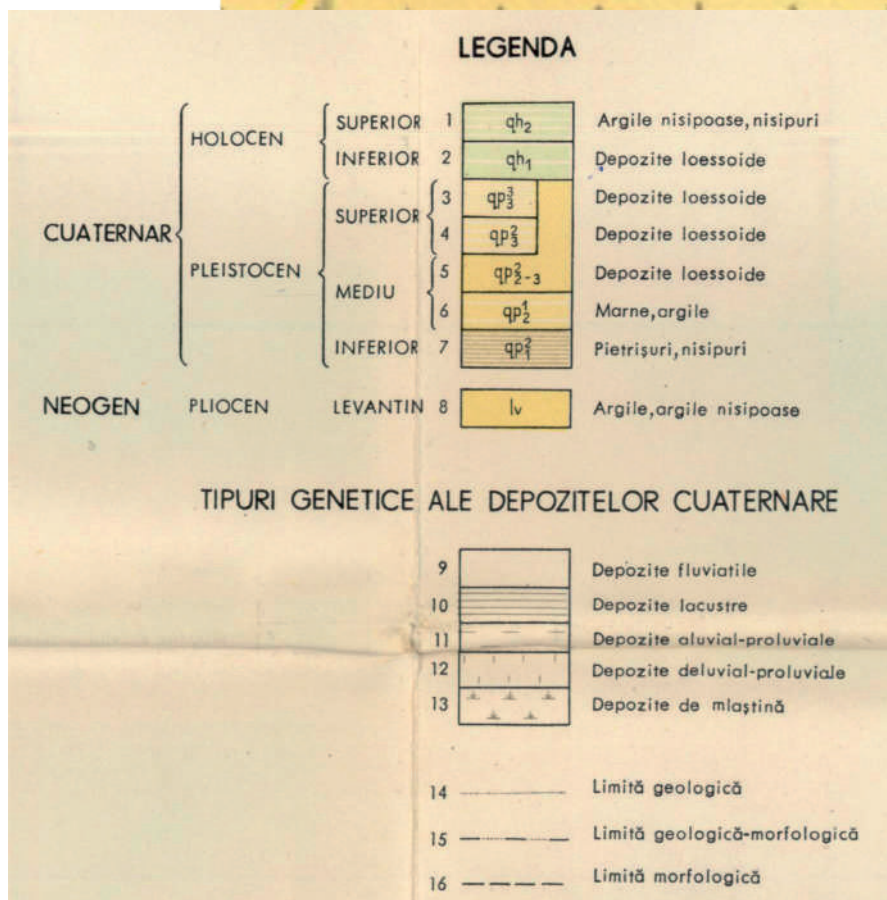 LEGENDA
CUATERNAR
HOLOCEN
SUPERIOR 1 qh₂ Argile nisipoase, nisipuri
INFERIOR 2 qh₁ Depozite loessoide
PLEISTOCEN
SUPERIOR
3 qp₃³ Depozite loessoide
4 qp₃² Depozite loessoide
MEDIU
5 qp²₂₋₃ Depozite loessoide
6 qp₂¹ Marne, argile
INFERIOR 7 qp₁² Pietrişuri, nisipuri
NEOGEN PLIOCEN LEVANTIN 8 lv Argile, argile nisipoase
TIPURI GENETICE ALE DEPOZITELOR CUATERNARE
9 Depozite fluviatile
10 Depozite lacustre
11 Depozite aluvial-proluviale
12 Depozite deluvial-proluviale
13 Depozite de mlaştină
14 Limită geologică
15 Limită geologică-morfologică
16 Limită morfologică